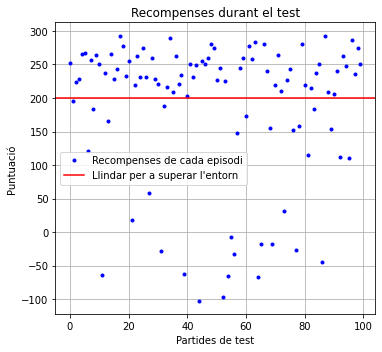 Recompenses durant el test
Puntuació
300
250
200
150
100
50
0
−50
−100
Recompenses de cada episodi
Llindar per a superar l'entorn
0 20 40 60 80 100
Partides de test